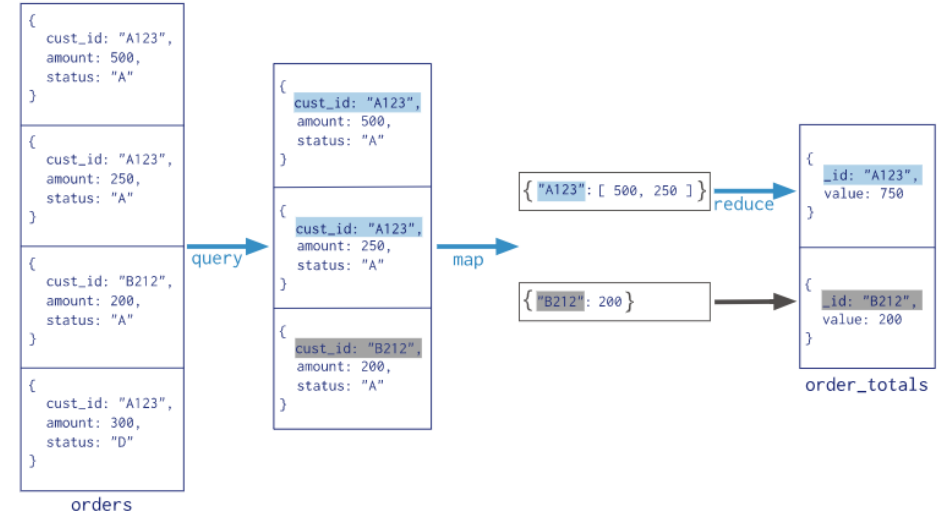 {
cust_id: "A123",
amount: 500,
status: "A"
}
{
cust_id: "A123",
amount: 250,
status: "A"
}
{
cust_id: "B212",
amount: 200,
status: "A"
}
{
cust_id: "A123",
amount: 300,
status: "D"
}
orders
query
{
cust_id: "A123",
amount: 500,
status: "A"
}
{
cust_id: "A123",
amount: 250,
status: "A"
}
{
cust_id: "B212",
amount: 200,
status: "A"
}
map
{"A123": [ 500, 250 ]}
{"B212": 200}
reduce
{
_id: "A123",
value: 750
}
{
_id: "B212",
value: 200
}
order_totals